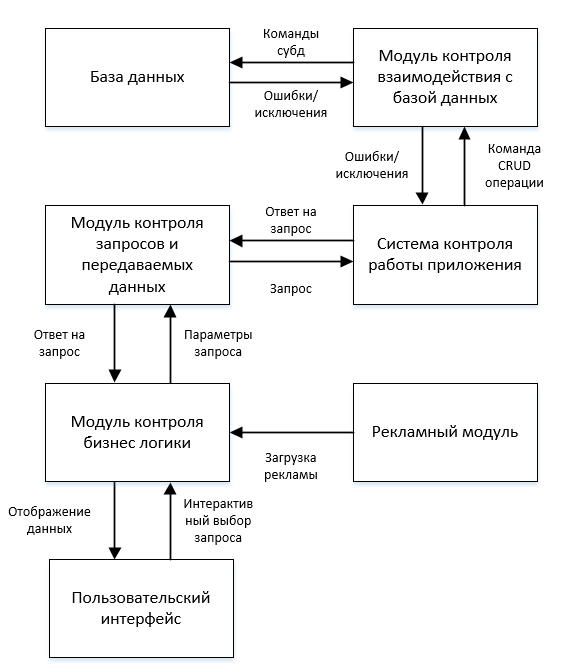 Команды
субд
База данных
Модуль контроля
взаимодействия с
базой данных
Ошибки/
исключения
Ошибки/
исключения
Команда
CRUD
операции
Модуль контроля
запросов и
передаваемых
данных
Ответ на
запрос
Запрос
Система контроля
работы приложения
Ответ на
запрос
Параметры
запроса
Модуль контроля
бизнес логики
Загрузка
рекламы
Рекламный модуль
Отображение
данных
Интерактив
ный выбор
запроса
Пользовательский
интерфейс